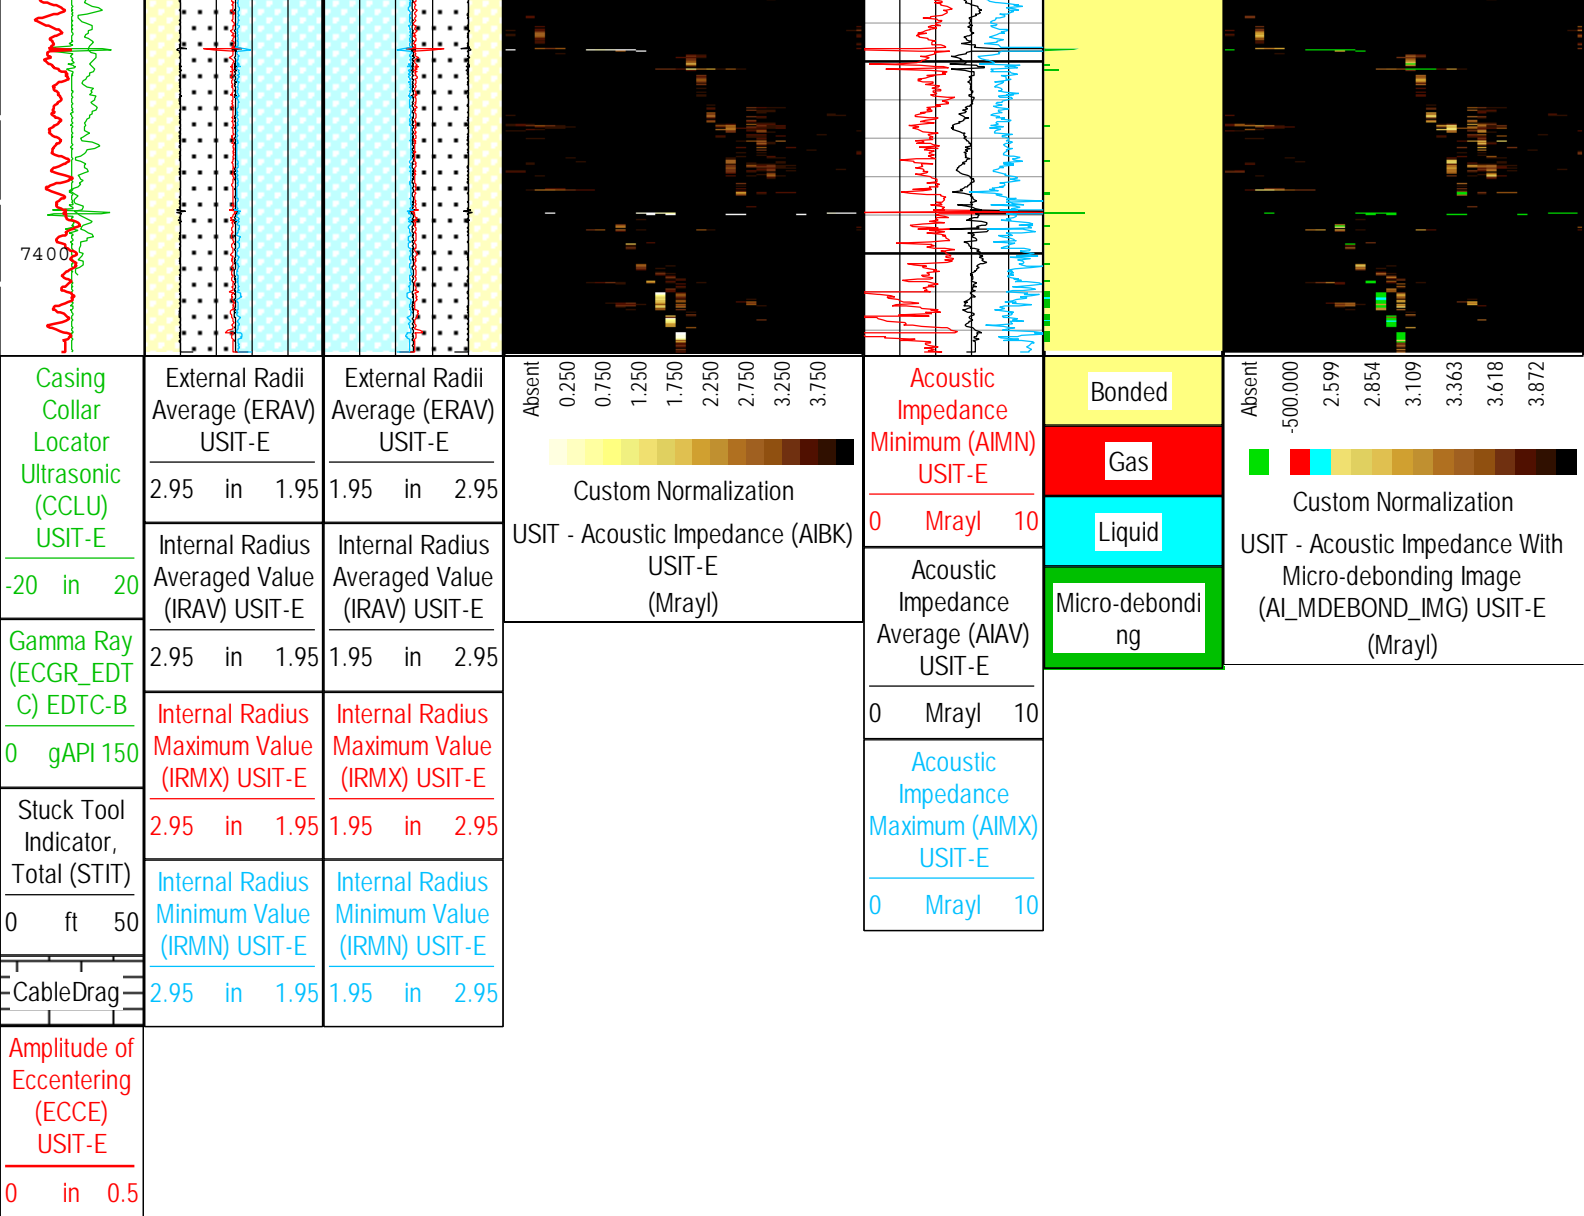 7400
Casing
Collar
Locator
Ultrasonic
(CCLU)
USIT-E
-20 in 20
Gamma Ray
(ECGR_EDT
C) EDTC-B
0 gAPI 150
Stuck Tool
Indicator,
Total (STIT)
0 ft 50
CableDrag
Amplitude of
Eccentering
(ECCE)
USIT-E
0 in 0.5
External Radii
Average (ERAV)
USIT-E
2.95 in 1.95
Internal Radius
Averaged Value
(IRAV) USIT-E
2.95 in 1.95
Internal Radius
Maximum Value
(IRMX) USIT-E
2.95 in 1.95
Internal Radius
Minimum Value
(IRMN) USIT-E
2.95 in 1.95
External Radii
Average (ERAV)
USIT-E
1.95 in 2.95
Internal Radius
Averaged Value
(IRAV) USIT-E
1.95 in 2.95
Internal Radius
Maximum Value
(IRMX) USIT-E
1.95 in 2.95
Internal Radius
Minimum Value
(IRMN) USIT-E
1.95 in 2.95
Absent 0.250 0.750 1.250 1.750 2.250 2.750 3.250 3.750
Custom Normalization
USIT - Acoustic Impedance (AIBK)
USIT-E
(Mrayl)
Acoustic
Impedance
Minimum (AIMN)
USIT-E
0 Mrayl 10
Acoustic
Impedance
Average (AIAV)
USIT-E
0 Mrayl 10
Acoustic
Impedance
Maximum (AIMX)
USIT-E
0 Mrayl 10
Bonded
Gas
Liquid
Micro-debondi
ng
Absent -500.000 2.599 2.854 3.109 3.363 3.618 3.872
Custom Normalization
USIT - Acoustic Impedance With
Micro-debonding Image
(AI_MDEBOND_IMG) USIT-E
(Mrayl)